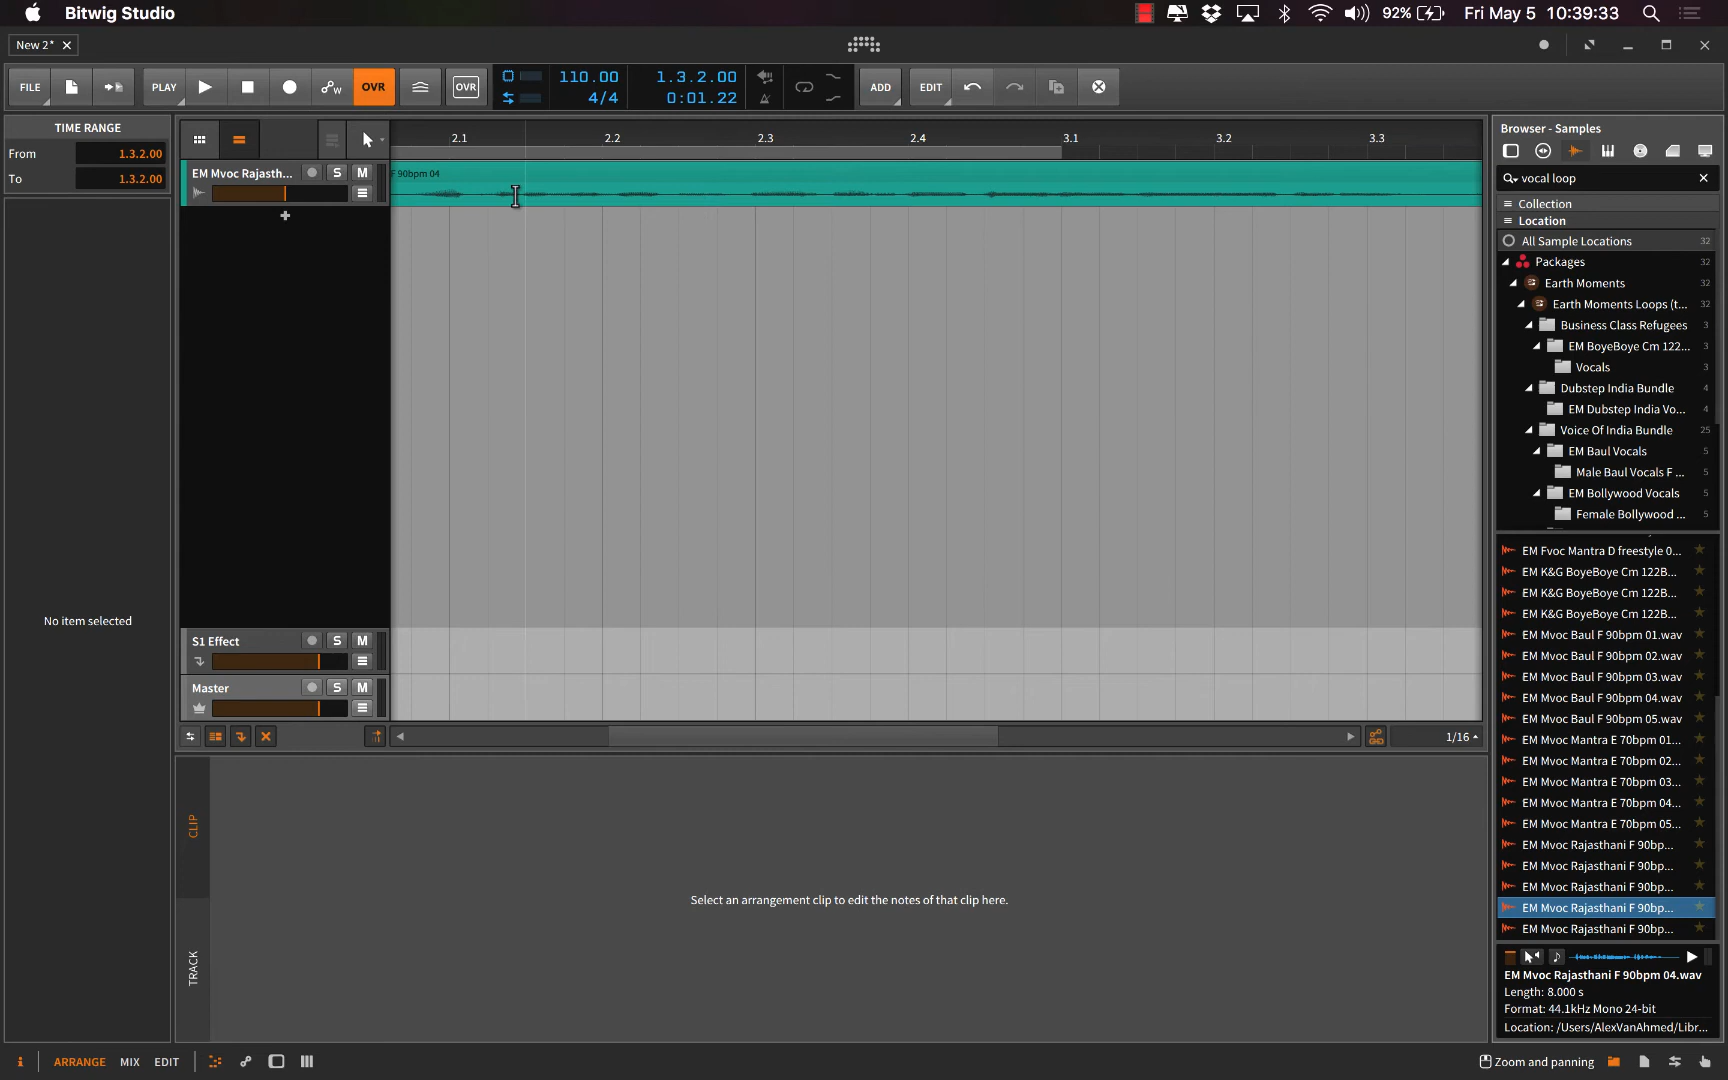 Bitwig Studio
92%
Fri May 5 10:39:33
New 2*
FILE
PLAY
OVR
OVR
110.00
4/4
1.3.2.00
0:01.22
ADD
EDIT
TIME RANGE
From 1.3.2.00
To 1.3.2.00
No item selected
2.1 2.2 2.3 2.4 3.1 3.2 3.3
EM Mvoc Rajasth... S M
F 90bpm 04
S1 Effect S M
Master S M
1/16
CLIP
TRACK
Select an arrangement clip to edit the notes of that clip here.
Browser - Samples
vocal loop
Collection
Location
All Sample Locations 32
Packages 32
Earth Moments 32
Earth Moments Loops (t... 32
Business Class Refugees 3
EM BoyeBoye Cm 122... 3
Vocals 3
Dubstep India Bundle 4
EM Dubstep India Vo... 4
Voice Of India Bundle 25
EM Baul Vocals 5
Male Baul Vocals F ... 5
EM Bollywood Vocals 5
Female Bollywood ... 5
EM Fvoc Mantra D freestyle 0...
EM K&G BoyeBoye Cm 122B...
EM K&G BoyeBoye Cm 122B...
EM K&G BoyeBoye Cm 122B...
EM Mvoc Baul F 90bpm 01.wav
EM Mvoc Baul F 90bpm 02.wav
EM Mvoc Baul F 90bpm 03.wav
EM Mvoc Baul F 90bpm 04.wav
EM Mvoc Baul F 90bpm 05.wav
EM Mvoc Mantra E 70bpm 01...
EM Mvoc Mantra E 70bpm 02...
EM Mvoc Mantra E 70bpm 03...
EM Mvoc Mantra E 70bpm 04...
EM Mvoc Mantra E 70bpm 05...
EM Mvoc Rajasthani F 90bp...
EM Mvoc Rajasthani F 90bp...
EM Mvoc Rajasthani F 90bp...
EM Mvoc Rajasthani F 90bp...
EM Mvoc Rajasthani F 90bp...
EM Mvoc Rajasthani F 90bpm 04.wav
Length: 8.000 s
Format: 44.1kHz Mono 24-bit
Location: /Users/AlexVanAhmed/Libr...
i
ARRANGE
MIX
EDIT
Zoom and panning